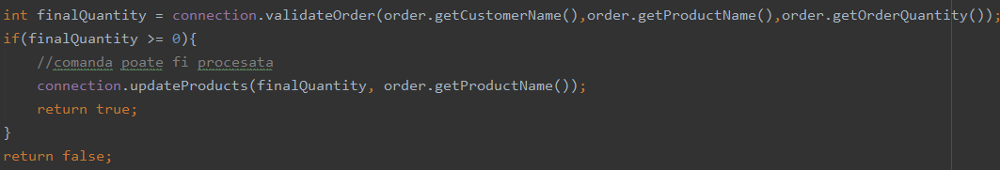 int finalQuantity = connection.validateOrder(order.getCustomerName(),order.getProductName(),order.getOrderQuantity());
if(finalQuantity >= 0){
    //comanda poate fi procesata
    connection.updateProducts(finalQuantity, order.getProductName());
    return true;
}
return false;